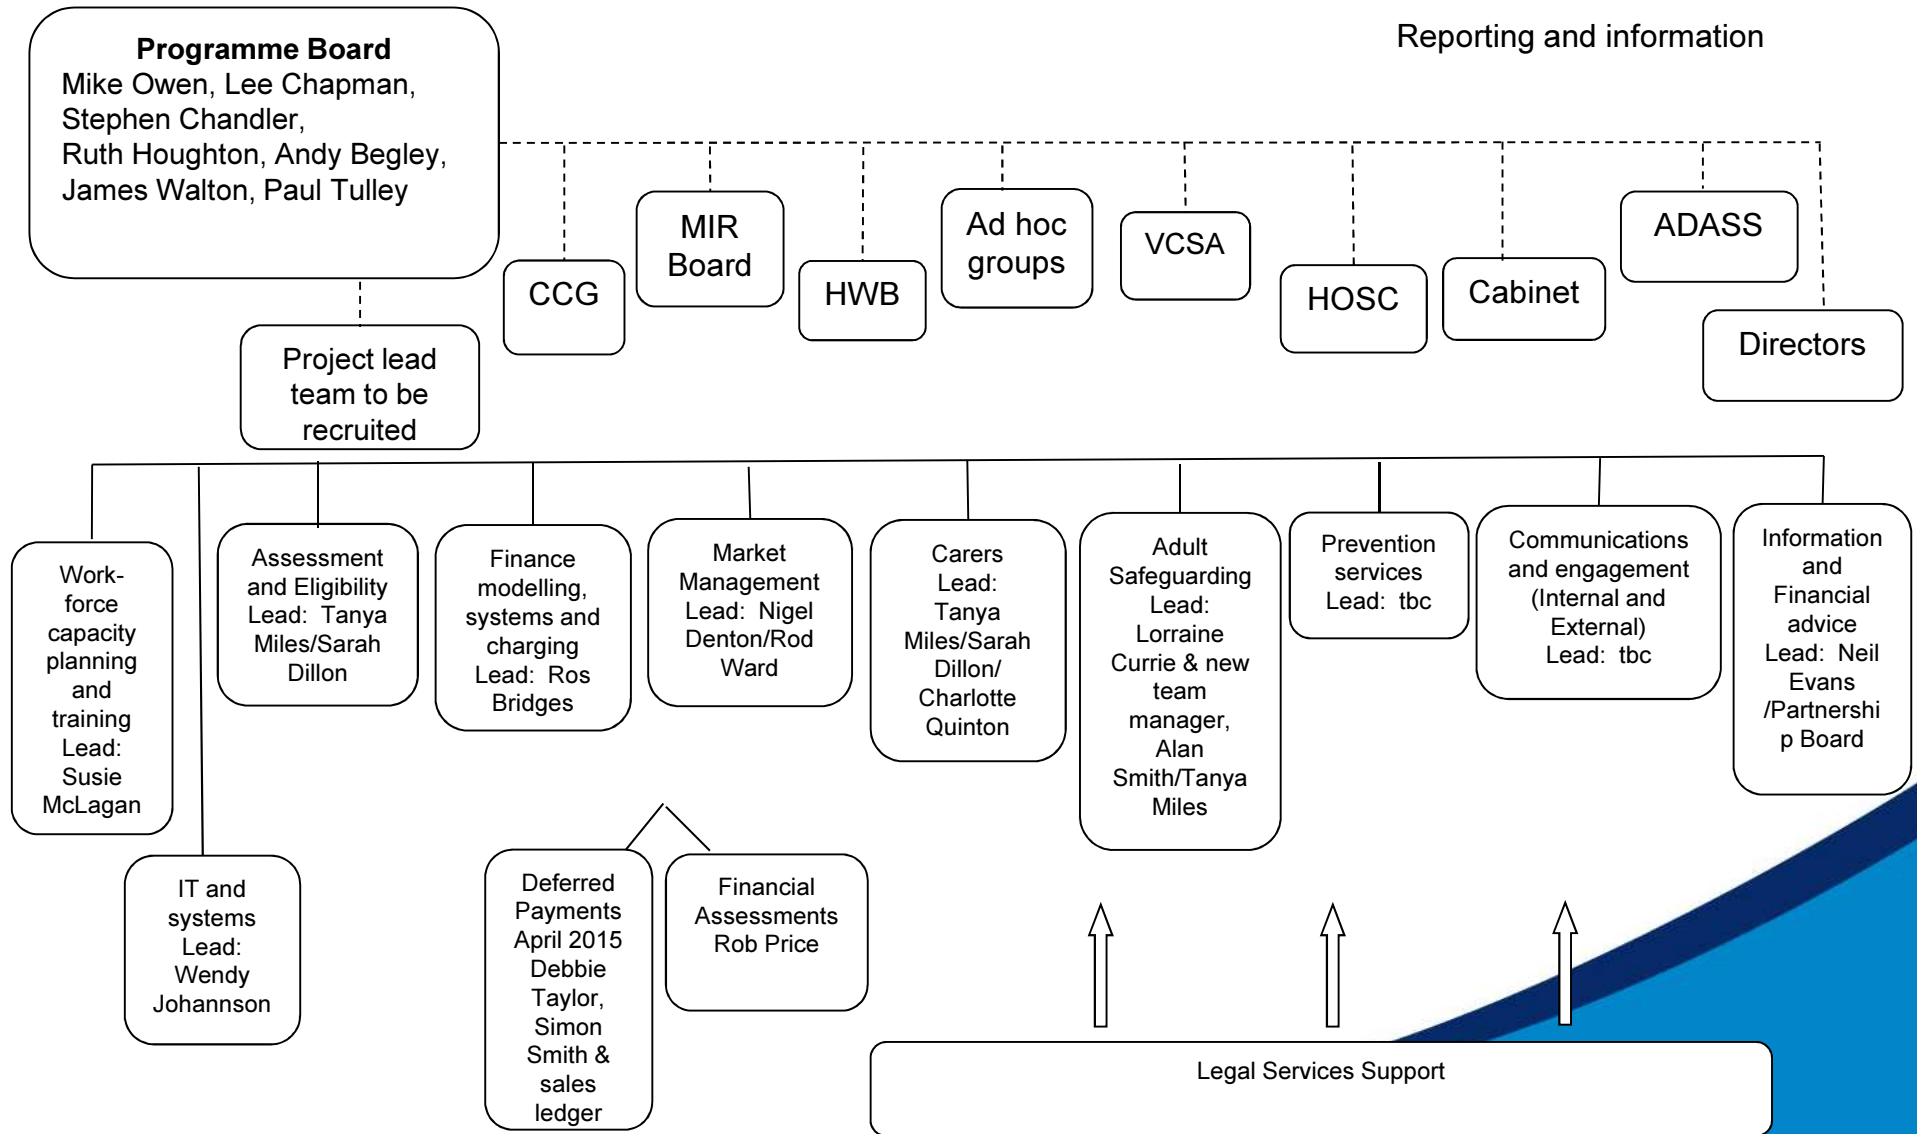 Programme Board
Mike Owen, Lee Chapman,
Stephen Chandler,
Ruth Houghton, Andy Begley,
James Walton, Paul Tulley
Reporting and information
CCG
MIR
Board
HWB
Ad hoc
groups
VCSA
HOSC
Cabinet
ADASS
Directors
Project lead
team to be
recruited
Work-
force
capacity
planning
and
training
Lead:
Susie
McLagan
IT and
systems
Lead:
Wendy
Johannson
Assessment
and Eligibility
Lead: Tanya
Miles/Sarah
Dillon
Finance
modelling,
systems and
charging
Lead: Ros
Bridges
Market
Management
Lead: Nigel
Denton/Rod
Ward
Carers
Lead:
Tanya
Miles/Sarah
Dillon/
Charlotte
Quinton
Adult
Safeguarding
Lead:
Lorraine
Currie & new
team
manager,
Alan
Smith/Tanya
Miles
Prevention
services
Lead: tbc
Communications
and engagement
(Internal and
External)
Lead: tbc
Information
and
Financial
advice
Lead: Neil
Evans
/Partnershi
p Board
Deferred
Payments
April 2015
Debbie
Taylor,
Simon
Smith &
sales
ledger
Financial
Assessments
Rob Price
Legal Services Support